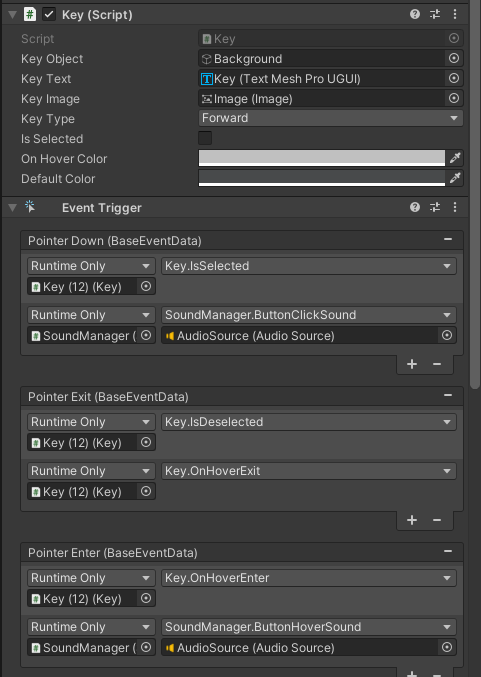 Key (Script)
Script Key
Key Object Background
Key Text Key (Text Mesh Pro UGUI)
Key Image Image (Image)
Key Type Forward
Is Selected
On Hover Color
Default Color
Event Trigger
Pointer Down (BaseEventData)
Runtime Only Key.IsSelected
Key (12) (Key)
Runtime Only SoundManager.ButtonClickSound
SoundManager ( AudioSource (Audio Source)
Pointer Exit (BaseEventData)
Runtime Only Key.IsDeselected
Key (12) (Key)
Runtime Only Key.OnHoverExit
Key (12) (Key)
Pointer Enter (BaseEventData)
Runtime Only Key.OnHoverEnter
Key (12) (Key)
Runtime Only SoundManager.ButtonHoverSound
SoundManager ( AudioSource (Audio Source)